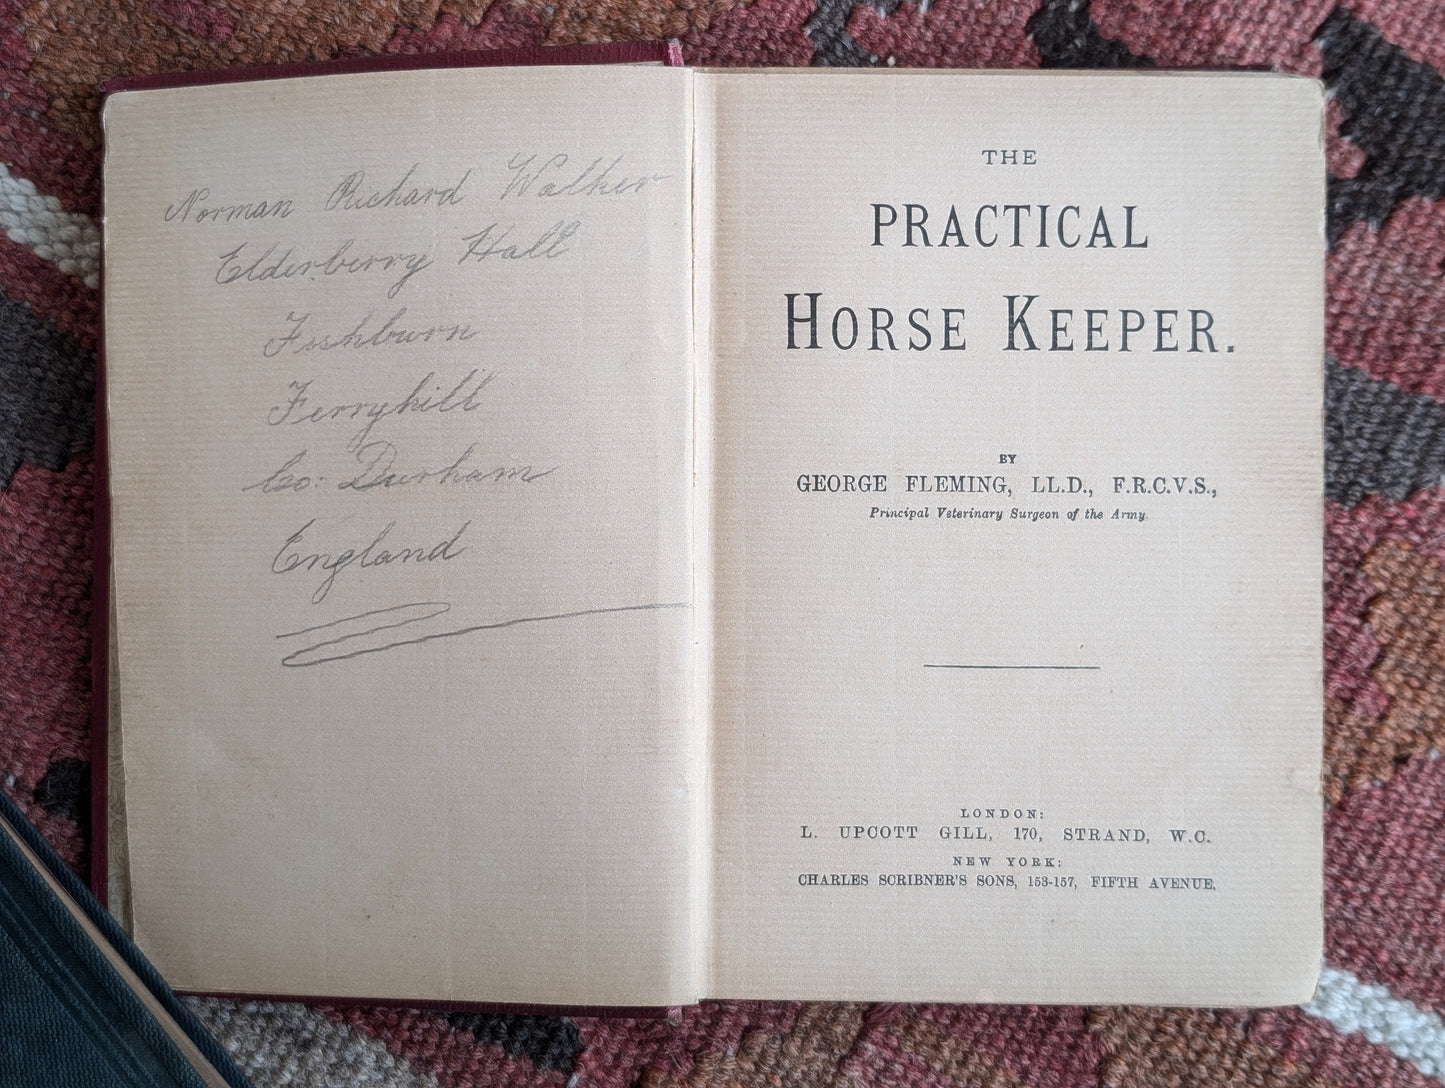 Norman Richard Walker
Elderberry Hall
Fishburn
Ferryhill
Co: Durham
England
THE
PRACTICAL
HORSE KEEPER.
BY
GEORGE FLEMING, LL.D., F.R.C.V.S.,
Principal Veterinary Surgeon of the Army.
LONDON:
L. UPCOTT GILL, 170, STRAND, W.C.
NEW YORK:
CHARLES SCRIBNER'S SONS, 153-157, FIFTH AVENUE.